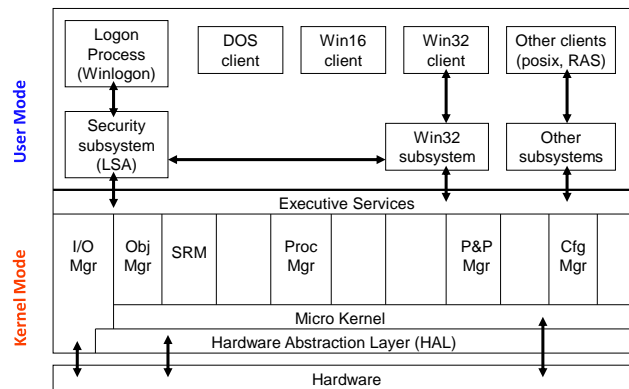 User Mode
Logon
Process
(Winlogon)
DOS
client
Win16
client
Win32
client
Other clients
(posix, RAS)
Security
subsystem
(LSA)
Win32
subsystem
Other
subsystems
Kernel Mode
Executive Services
I/O
Mgr
Obj
Mgr
SRM
Proc
Mgr
P&P
Mgr
Cfg
Mgr
Micro Kernel
Hardware Abstraction Layer (HAL)
Hardware